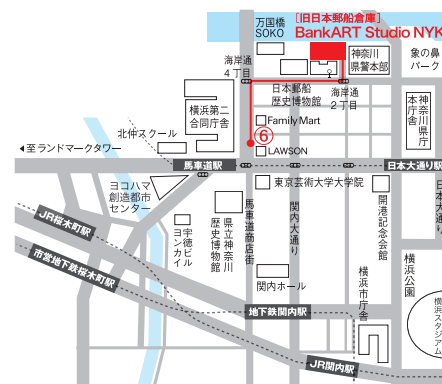 [旧日本郵船倉庫]
BankART Studio NYK
万国橋
SOKO
神奈川
県警本部
象の鼻
パーク
海岸通
4丁目
日本郵船
歴史博物館
海岸通
2丁目
横浜第二
合同庁舎
神奈川県庁
本庁舎
FamilyMart
⑥
北仲スクール
◀至ランドマークタワー
LAWSON
馬車道駅
日本大通り駅
ヨコハマ
創造都市
センター
東京芸術大学大学院
日本大通り
JR桜木町駅
宇徳ビル
ヨンカイ
県立神奈川
歴史博物館
馬車道商店街
関内大通り
開港記念会館
市営地下鉄桜木町駅
関内ホール
横浜市庁舎
横浜公園
横浜スタジアム
地下鉄関内駅
JR関内駅